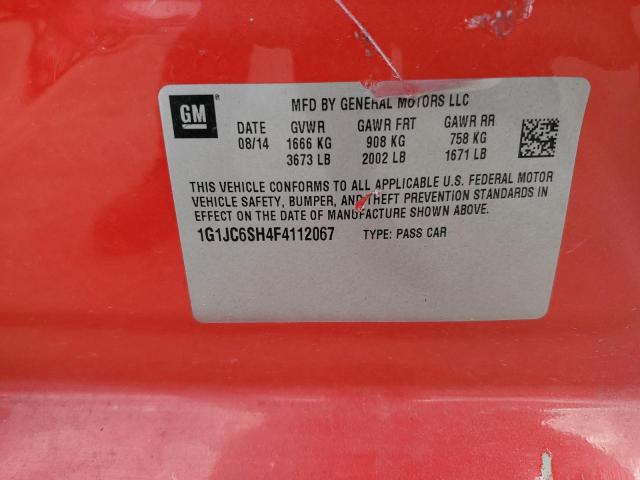 GM ®
MFD BY GENERAL MOTORS LLC
DATE GVWR GAWR FRT GAWR RR
08/14 1666 KG 908 KG 758 KG
3673 LB 2002 LB 1671 LB
THIS VEHICLE CONFORMS TO ALL APPLICABLE U.S. FEDERAL MOTOR
VEHICLE SAFETY, BUMPER, AND THEFT PREVENTION STANDARDS IN
EFFECT ON THE DATE OF MANUFACTURE SHOWN ABOVE.
1G1JC6SH4F4112067 TYPE: PASS CAR